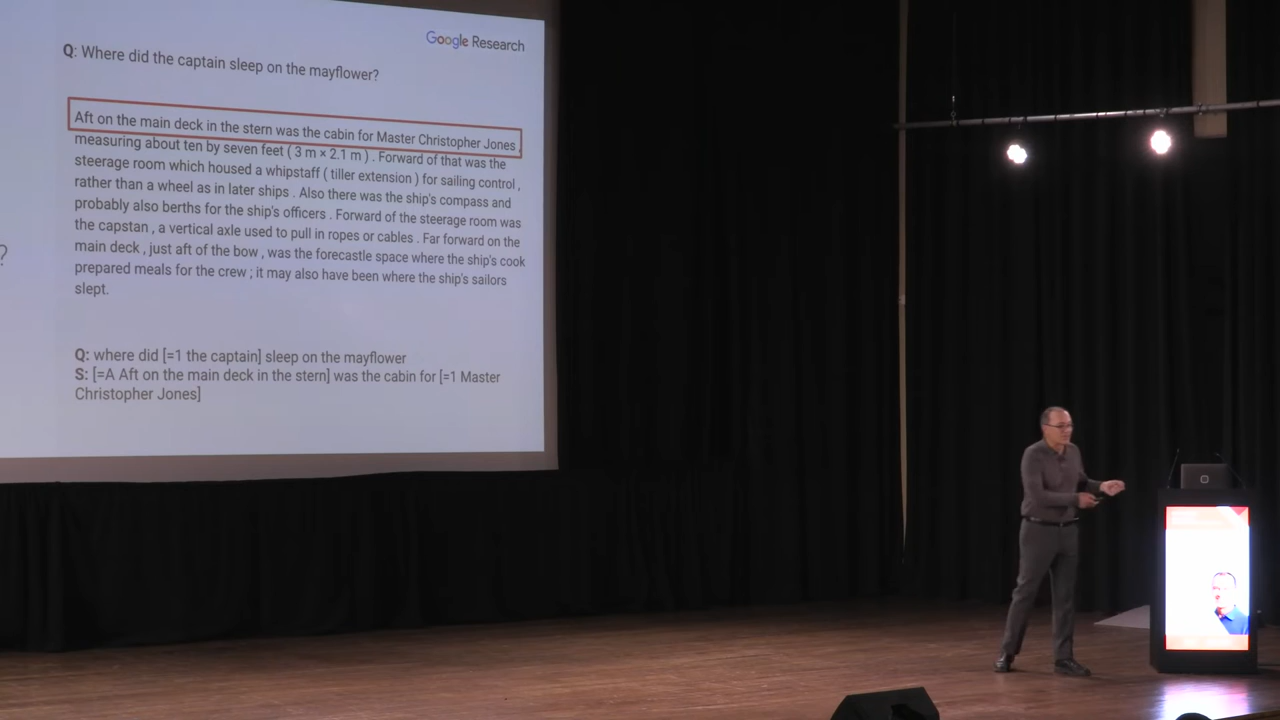 Google Research
Q: Where did the captain sleep on the mayflower?
Aft on the main deck in the stern was the cabin for Master Christopher Jones ,
measuring about ten by seven feet ( 3 m × 2.1 m ) . Forward of that was the
steerage room which housed a whipstaff ( tiller extension ) for sailing control ,
rather than a wheel as in later ships . Also there was the ship's compass and
probably also berths for the ship's officers . Forward of the steerage room was
the capstan , a vertical axle used to pull in ropes or cables . Far forward on the
main deck , just aft of the bow , was the forecastle space where the ship's cook
prepared meals for the crew ; it may also have been where the ship's sailors
slept.
?
Q: where did [=1 the captain] sleep on the mayflower
S: [=A Aft on the main deck in the stern] was the cabin for [=1 Master
Christopher Jones]